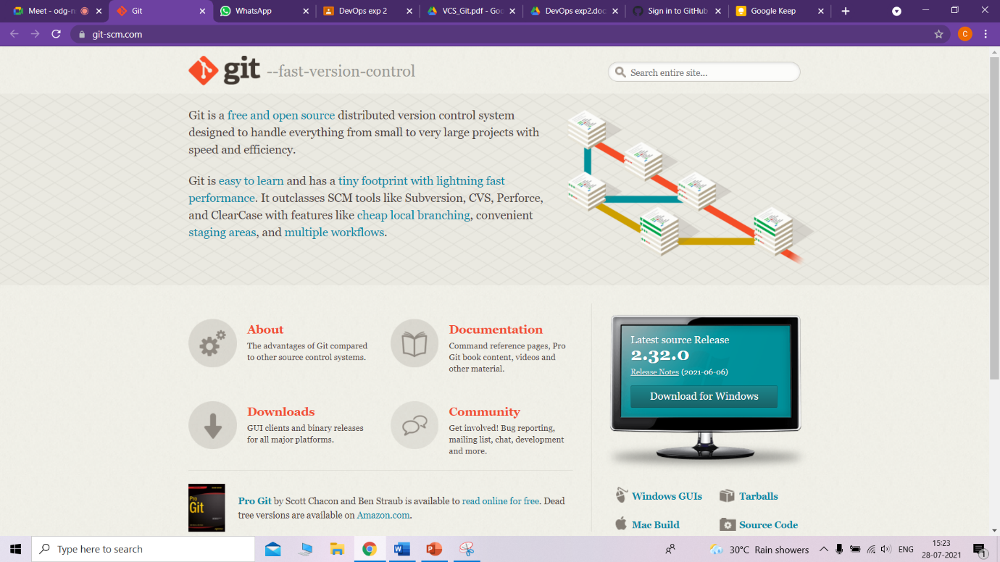 Meet - odg-n
Git
WhatsApp
DevOps exp 2
VCS_Git.pdf - Goo
DevOps exp2.doc
Sign in to GitHub
Google Keep
git-scm.com
C
git --fast-version-control
Search entire site...
Git is a free and open source distributed version control system
designed to handle everything from small to very large projects with
speed and efficiency.
Git is easy to learn and has a tiny footprint with lightning fast
performance. It outclasses SCM tools like Subversion, CVS, Perforce,
and ClearCase with features like cheap local branching, convenient
staging areas, and multiple workflows.
About
The advantages of Git compared
to other source control systems.
Documentation
Command reference pages, Pro
Git book content, videos and
other material.
Downloads
GUI clients and binary releases
for all major platforms.
Community
Get involved! Bug reporting,
mailing list, chat, development
and more.
Latest source Release
2.32.0
Release Notes (2021-06-06)
Download for Windows
Pro
Git
Pro Git by Scott Chacon and Ben Straub is available to read online for free. Dead
tree versions are available on Amazon.com.
Windows GUIs
Tarballs
Mac Build
Source Code
Type here to search
30°C Rain showers
ENG
15:23
28-07-2021
1